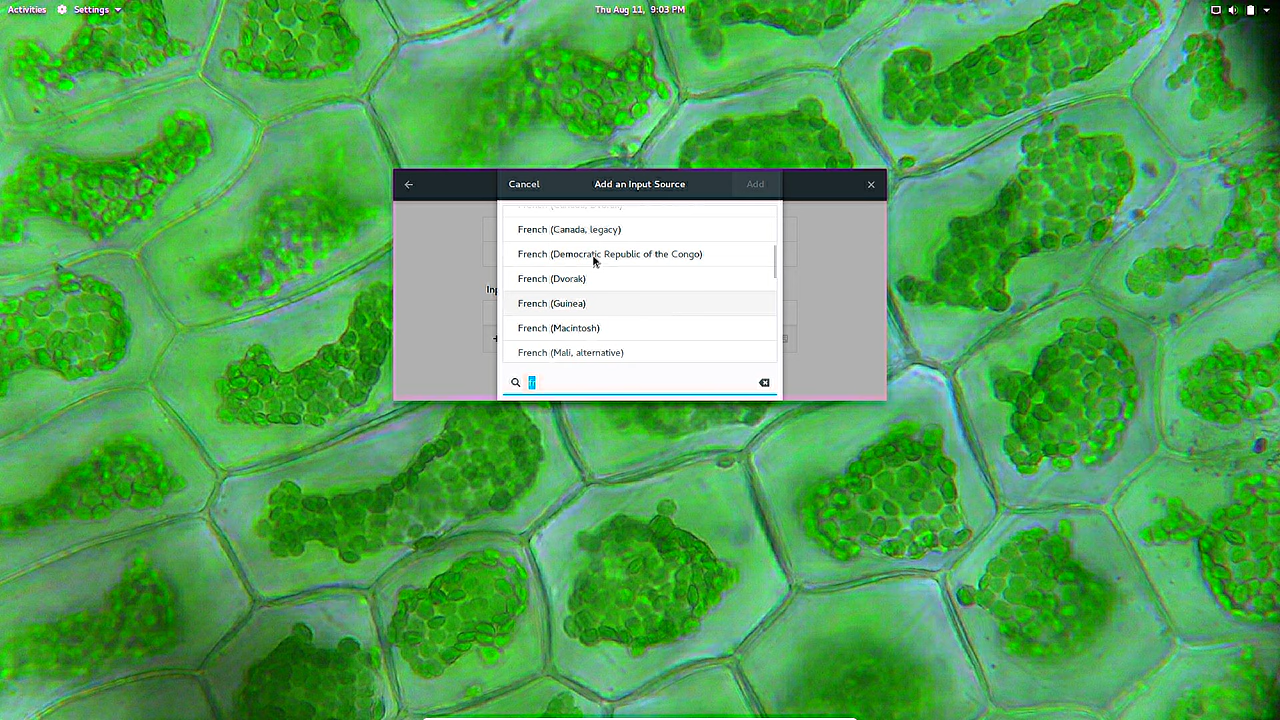 Activities
Settings
Thu Aug 11, 9:03 PM
Cancel
Add an Input Source
Add
French (Canada, legacy)
French (Democratic Republic of the Congo)
French (Dvorak)
French (Guinea)
French (Macintosh)
French (Mali, alternative)